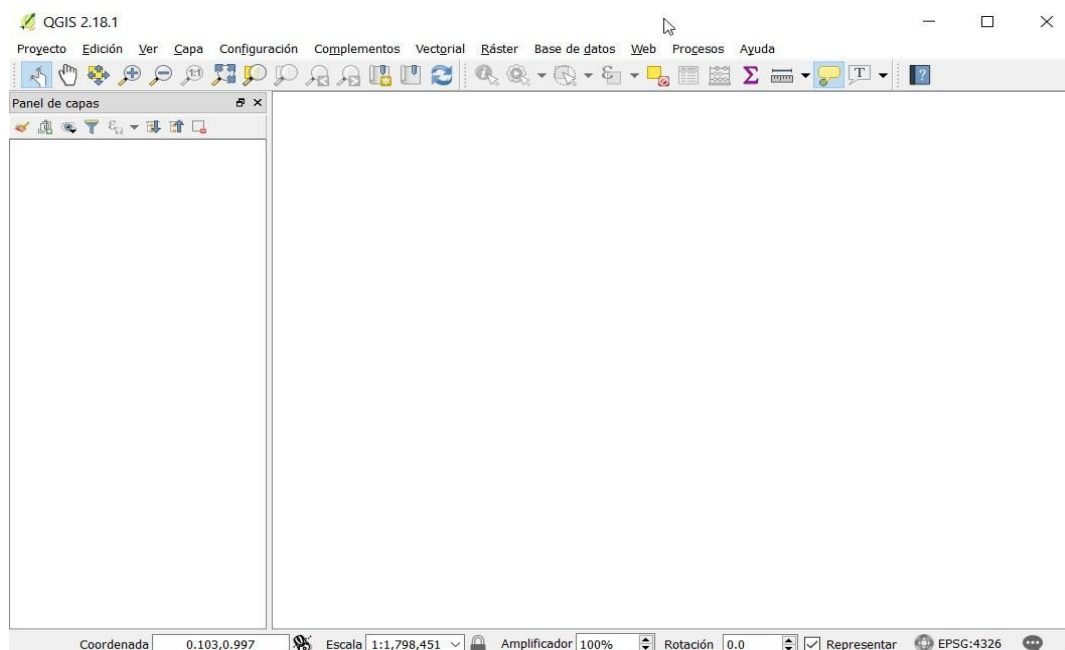 QGIS 2.18.1
Proyecto Edición Ver Capa Configuración Complementos Vectorial Ráster Base de datos Web Procesos Ayuda
1:1
T
?
Panel de capas
Coordenada 0.103,0.997 Escala 1:1,798,451 Amplificador 100% Rotación 0.0 Representar EPSG:4326